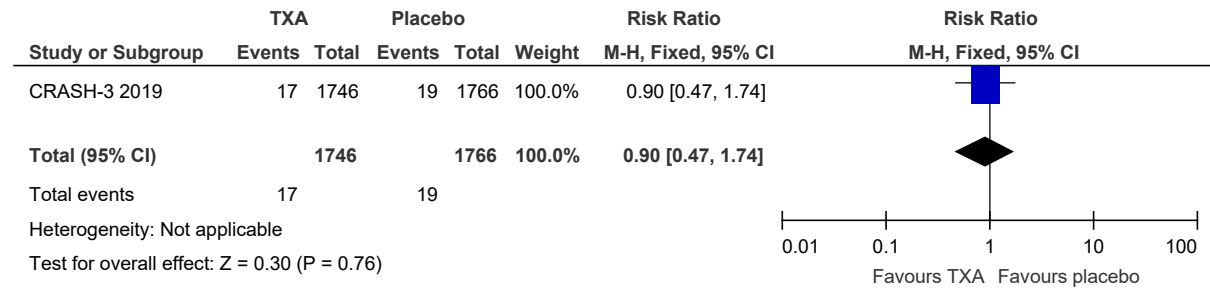 TXA Placebo Risk Ratio Risk Ratio
Study or Subgroup Events Total Events Total Weight M-H, Fixed, 95% CI M-H, Fixed, 95% CI
CRASH-3 2019 17 1746 19 1766 100.0% 0.90 [0.47, 1.74]
Total (95% CI) 1746 1766 100.0% 0.90 [0.47, 1.74]
Total events 17 19
Heterogeneity: Not applicable
Test for overall effect: Z = 0.30 (P = 0.76)
0.01 0.1 1 10 100
Favours TXA Favours placebo